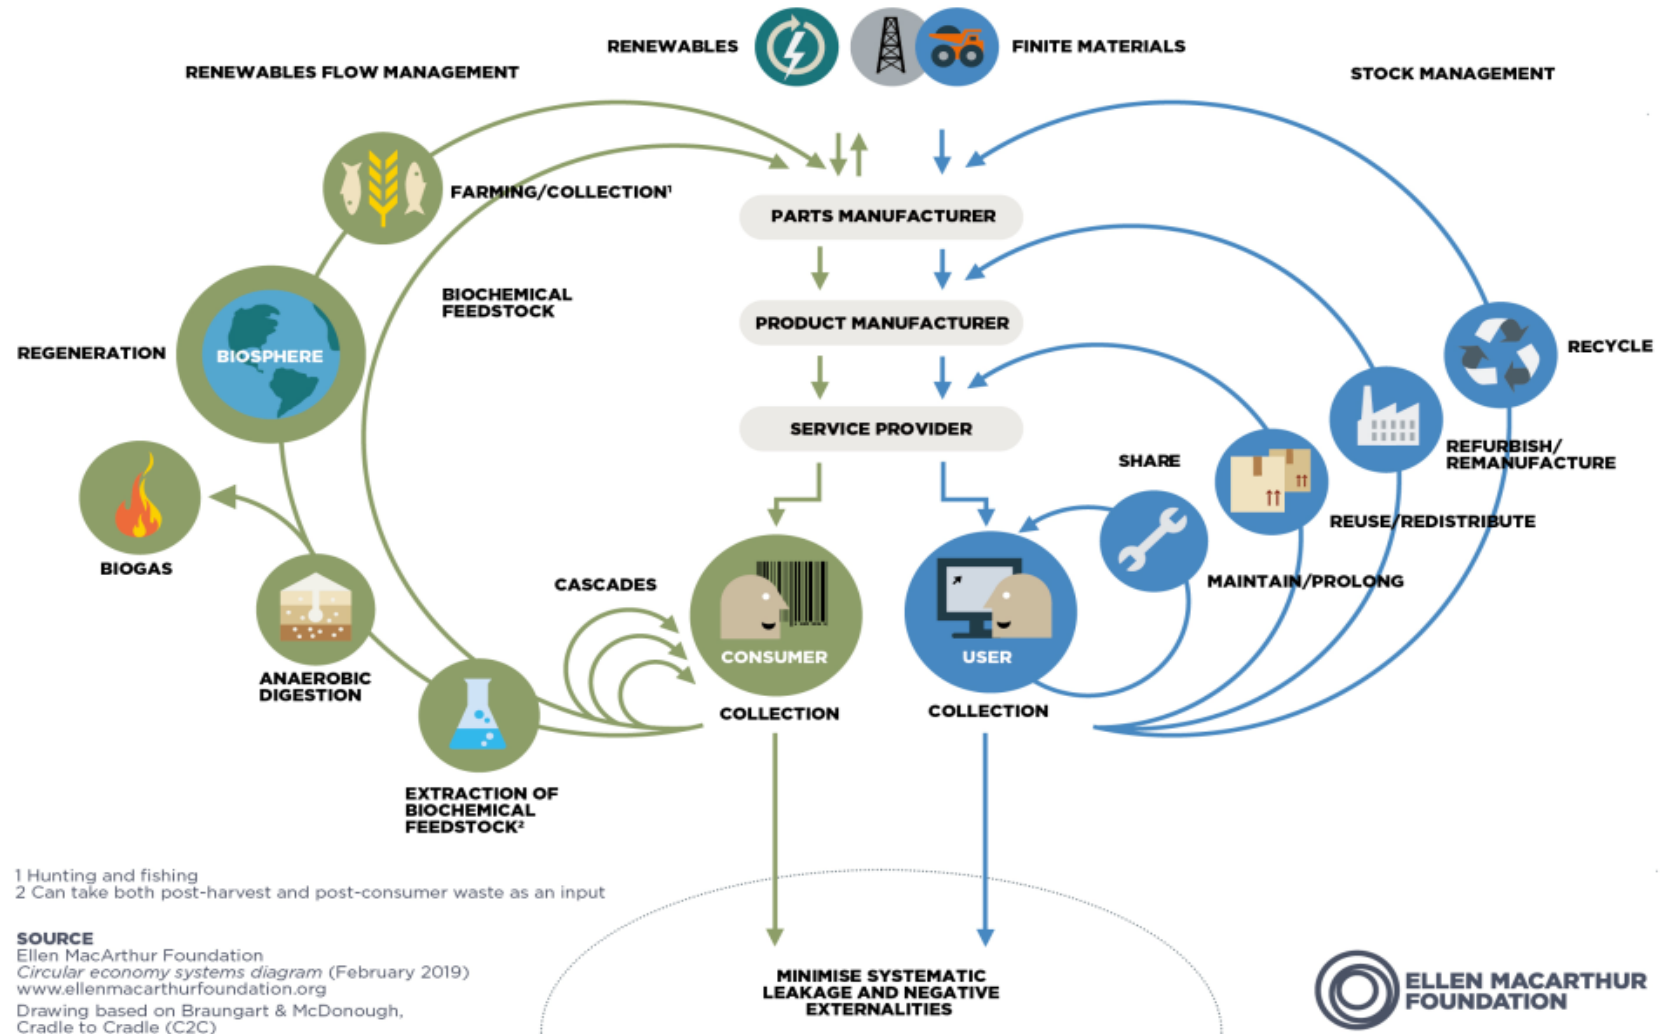 RENEWABLES
FINITE MATERIALS
RENEWABLES FLOW MANAGEMENT
STOCK MANAGEMENT
FARMING/COLLECTION¹
PARTS MANUFACTURER
BIOCHEMICAL
FEEDSTOCK
PRODUCT MANUFACTURER
REGENERATION
BIOSPHERE
RECYCLE
SERVICE PROVIDER
SHARE
REFURBISH/
REMANUFACTURE
REUSE/REDISTRIBUTE
BIOGAS
CASCADES
MAINTAIN/PROLONG
CONSUMER
USER
ANAEROBIC
DIGESTION
COLLECTION
COLLECTION
EXTRACTION OF
BIOCHEMICAL
FEEDSTOCK²
1 Hunting and fishing
2 Can take both post-harvest and post-consumer waste as an input
SOURCE
Ellen MacArthur Foundation
Circular economy systems diagram (February 2019)
www.ellenmacarthurfoundation.org
Drawing based on Braungart & McDonough,
Cradle to Cradle (C2C)
MINIMISE SYSTEMATIC
LEAKAGE AND NEGATIVE
EXTERNALITIES
ELLEN MACARTHUR
FOUNDATION